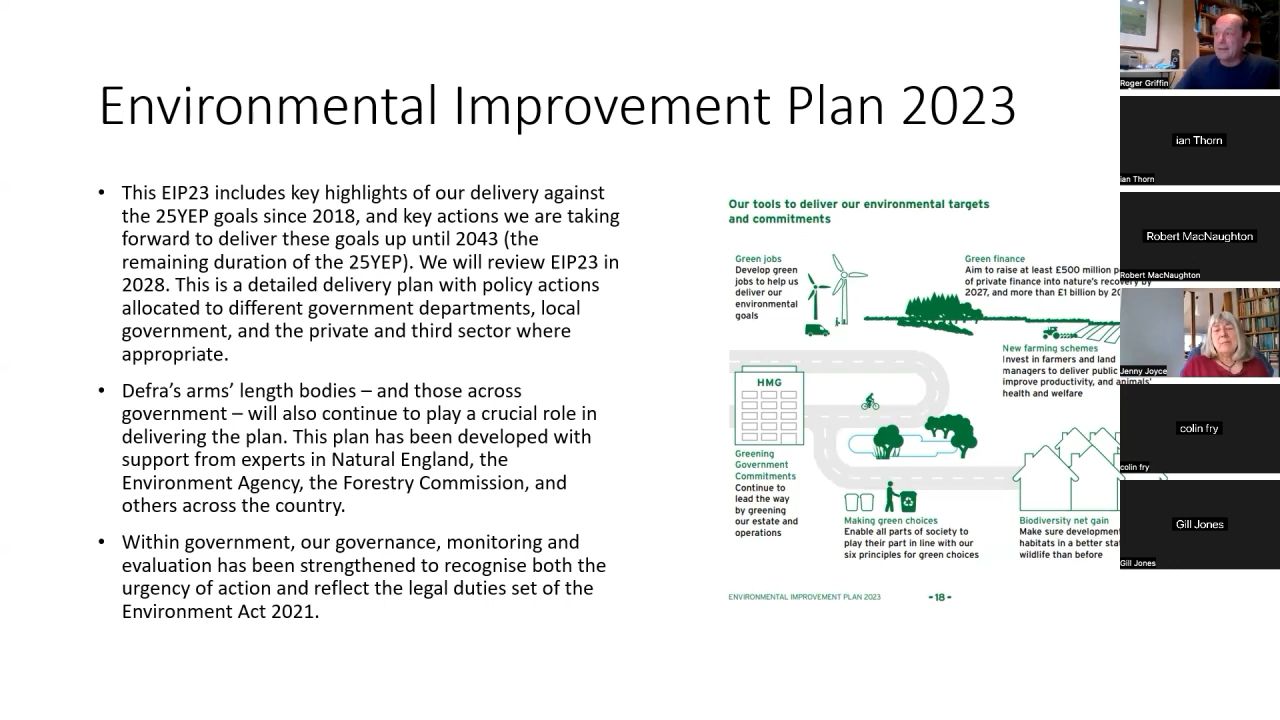 Environmental Improvement Plan 2023
• This EIP23 includes key highlights of our delivery against
the 25YEP goals since 2018, and key actions we are taking
forward to deliver these goals up until 2043 (the
remaining duration of the 25YEP). We will review EIP23 in
2028. This is a detailed delivery plan with policy actions
allocated to different government departments, local
government, and the private and third sector where
appropriate.
• Defra’s arms’ length bodies – and those across
government – will also continue to play a crucial role in
delivering the plan. This plan has been developed with
support from experts in Natural England, the
Environment Agency, the Forestry Commission, and
others across the country.
• Within government, our governance, monitoring and
evaluation has been strengthened to recognise both the
urgency of action and reflect the legal duties set of the
Environment Act 2021.
Our tools to deliver our environmental targets
and commitments
Green jobs
Develop green
jobs to help us
deliver our
environmental
goals
Green finance
Aim to raise at least £500 million
of private finance into nature's recovery by
2027, and more than £1 billion by
New farming schemes
Invest in farmers and land
managers to deliver public
improve productivity, and animals'
health and welfare
HMG
Greening
Government
Commitments
Continue to
lead the way
by greening
our estate and
operations
Making green choices
Enable all parts of society to
play their part in line with our
six principles for green choices
Biodiversity net gain
Make sure
habitats in a better
wildlife than before
ENVIRONMENTAL IMPROVEMENT PLAN 2023
-18-
Roger Griffin
ian Thorn
ian Thorn
Robert MacNaughton
Robert MacNaughton
Jenny Joyce
colin fry
colin fry
Gill Jones
Gill Jones